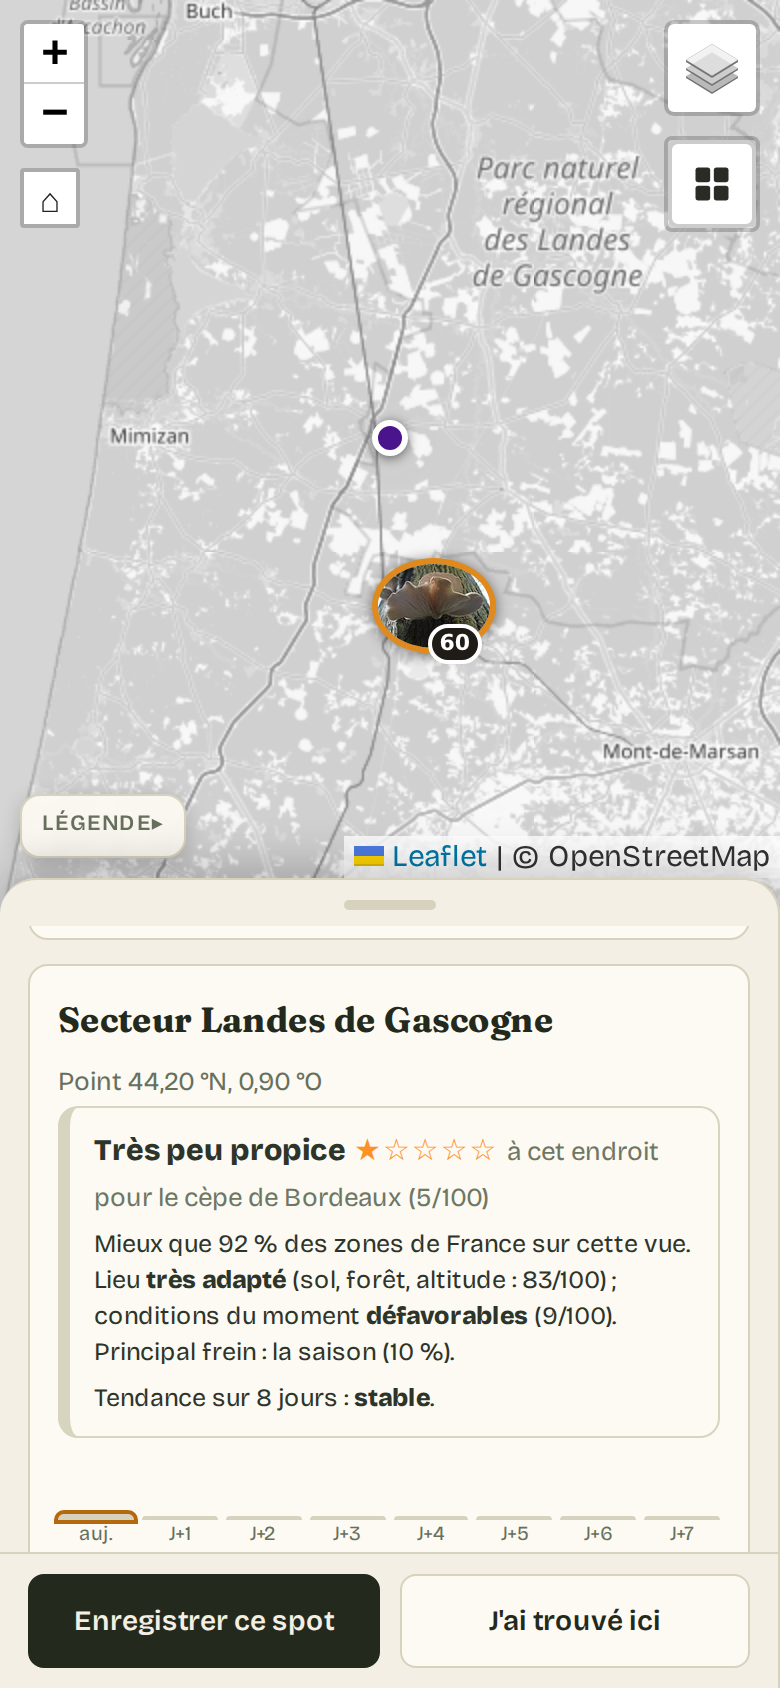 Bassin
d'Arcachon
Buch
+
−
Parc naturel
régional
des Landes
de Gascogne
Mimizan
60
Mont-de-Marsan
LÉGENDE▸
Leaflet | © OpenStreetMap
Secteur Landes de Gascogne
Point 44,20 °N, 0,90 °O
Très peu propice ★☆☆☆☆ à cet endroit
pour le cèpe de Bordeaux (5/100)
Mieux que 92 % des zones de France sur cette vue.
Lieu très adapté (sol, forêt, altitude : 83/100) ;
conditions du moment défavorables (9/100).
Principal frein : la saison (10 %).
Tendance sur 8 jours : stable.
auj. J+1 J+2 J+3 J+4 J+5 J+6 J+7
Enregistrer ce spot
J'ai trouvé ici